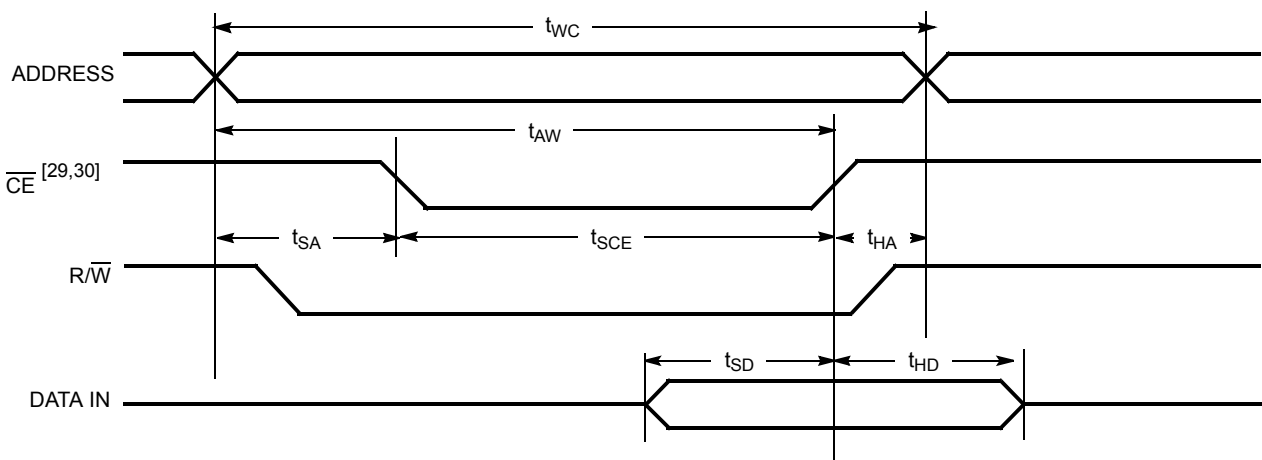 tWC
ADDRESS
tAW
CE [29,30]
tSA tSCE tHA
R/W
tSD tHD
DATA IN